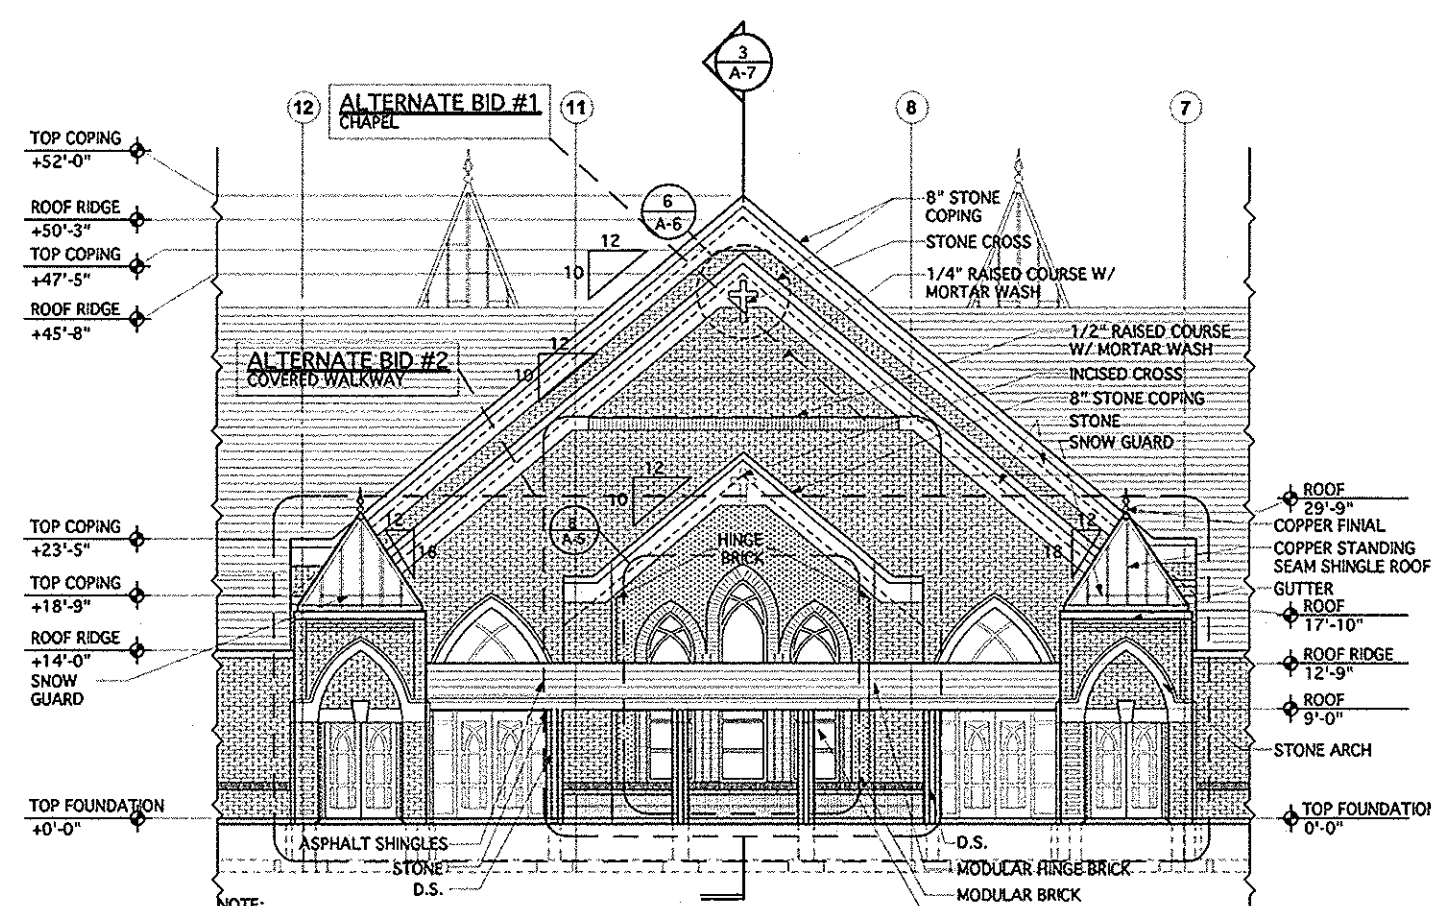 3
A-7
12
ALTERNATE BID #1
CHAPEL
11
8
7
TOP COPING
+52'-0"
ROOF RIDGE
+50'-3"
TOP COPING
+47'-5"
ROOF RIDGE
+45'-8"
6
A-6
12
10
8" STONE
COPING
STONE CROSS
1/4" RAISED COURSE W/
MORTAR WASH
1/2" RAISED COURSE
W/ MORTAR WASH
INCISED CROSS
8" STONE COPING
STONE
SNOW GUARD
ALTERNATE BID #2
COVERED WALKWAY
12
10
12
10
8
A-5
HINGE
BRICK
12
18
12
18
TOP COPING
+23'-5"
TOP COPING
+18'-9"
ROOF RIDGE
+14'-0"
SNOW
GUARD
TOP FOUNDATION
+0'-0"
ROOF
29'-9"
COPPER FINIAL
COPPER STANDING
SEAM SHINGLE ROOF
GUTTER
ROOF
17'-10"
ROOF RIDGE
12'-9"
ROOF
9'-0"
STONE ARCH
TOP FOUNDATION
0'-0"
ASPHALT SHINGLES
STONE
D.S.
D.S.
MODULAR HINGE BRICK
MODULAR BRICK
NOTE: